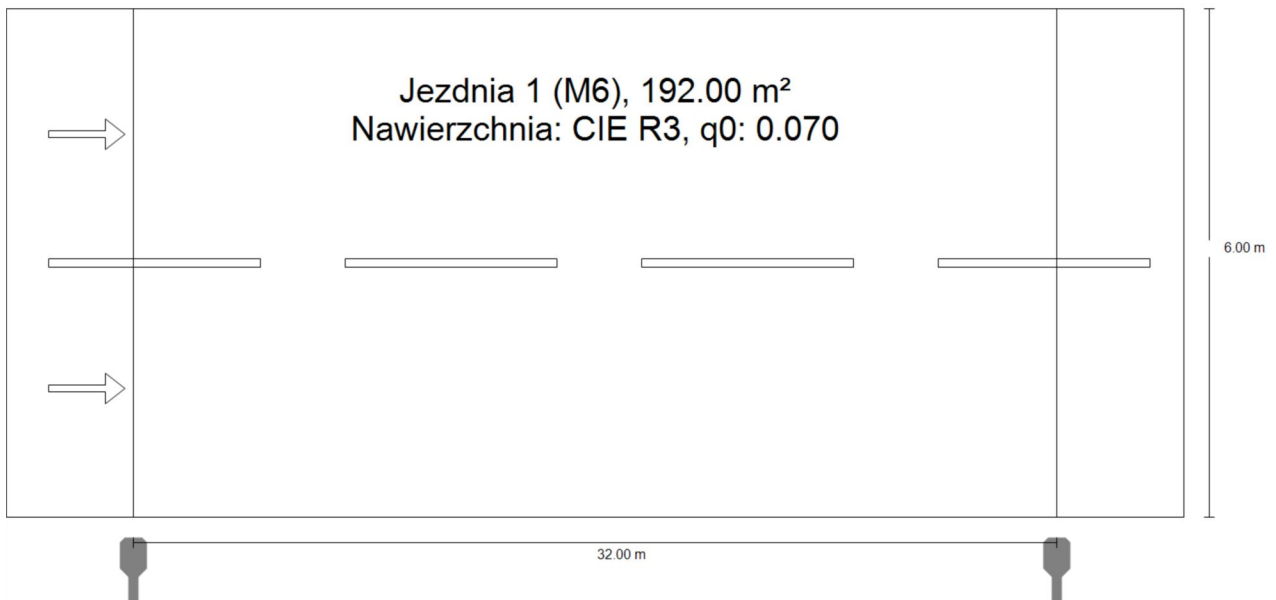 Jezdnia 1 (M6), 192.00 m²
Nawierzchnia: CIE R3, q0: 0.070
6.00 m
32.00 m